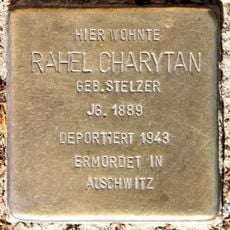 HIER WOHNTE
RAHEL CHARYTAN
GEB. STELZER
JG. 1889
DEPORTIERT 1943
ERMORDET IN
AUSCHWITZ